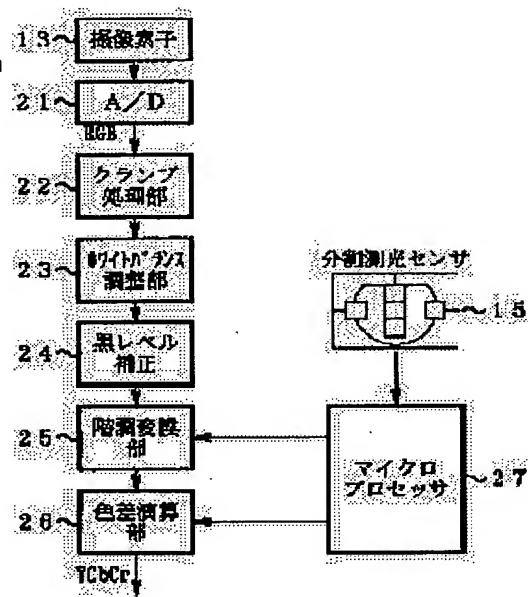 13
撮像素子
21
A/D
RGB
22
クランプ
処理部
23
ホワイトバランス
調整部
24
黒レベル
補正
25
階調変換
部
26
色差演算
部
YCbCr
分割測光センサ
15
マイクロ
プロセッサ
27